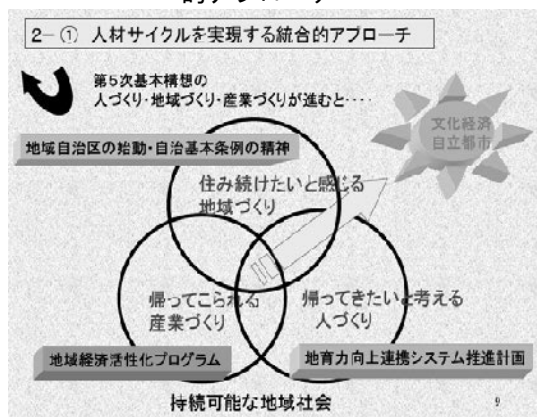 2-① 人材サイクルを実現する統合的アプローチ
第5次基本構想の
人づくり・地域づくり・産業づくりが進むと・・・・
文化経済
自立都市
地域自治区の始動・自治基本条例の精神
住み続けたいと感じる
地域づくり
帰ってこられる
産業づくり
帰ってきたいと考える
人づくり
地域経済活性化プログラム
地育力向上連携システム推進計画
持続可能な地域社会
9